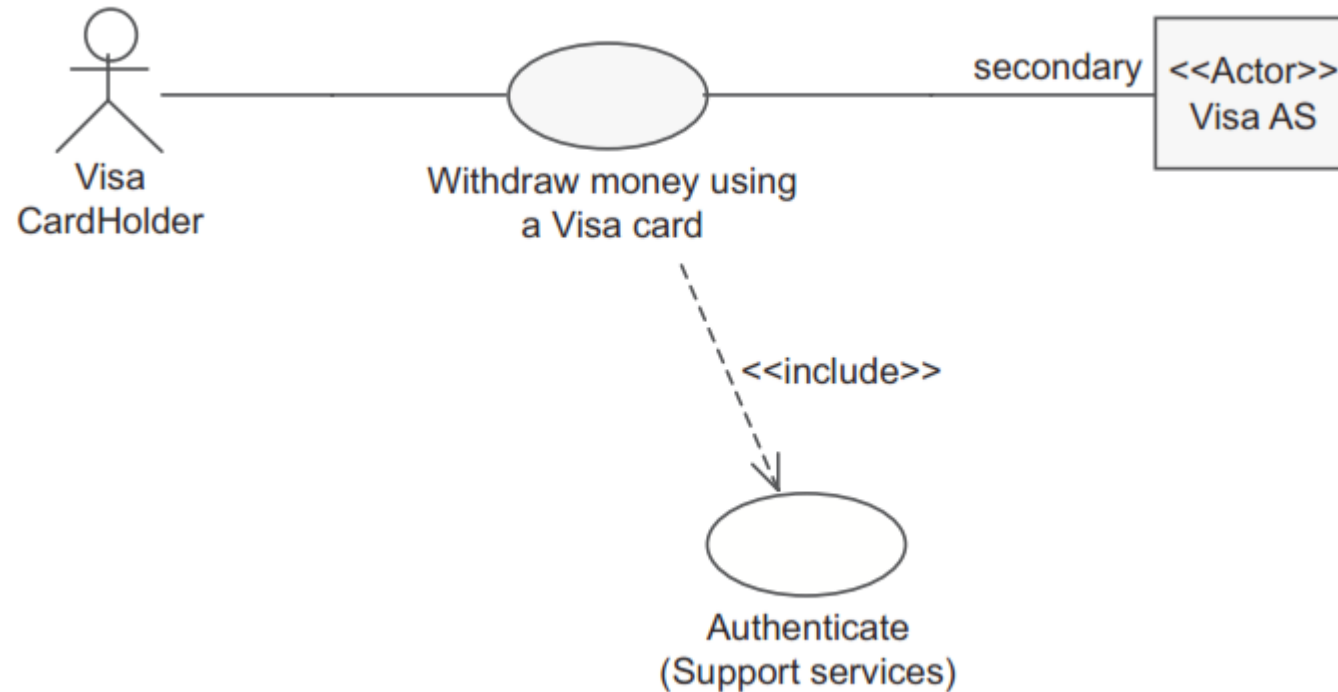 secondary
<<Actor>>
Visa AS
Visa
CardHolder
Withdraw money using
a Visa card
<<include>>
Authenticate
(Support services)